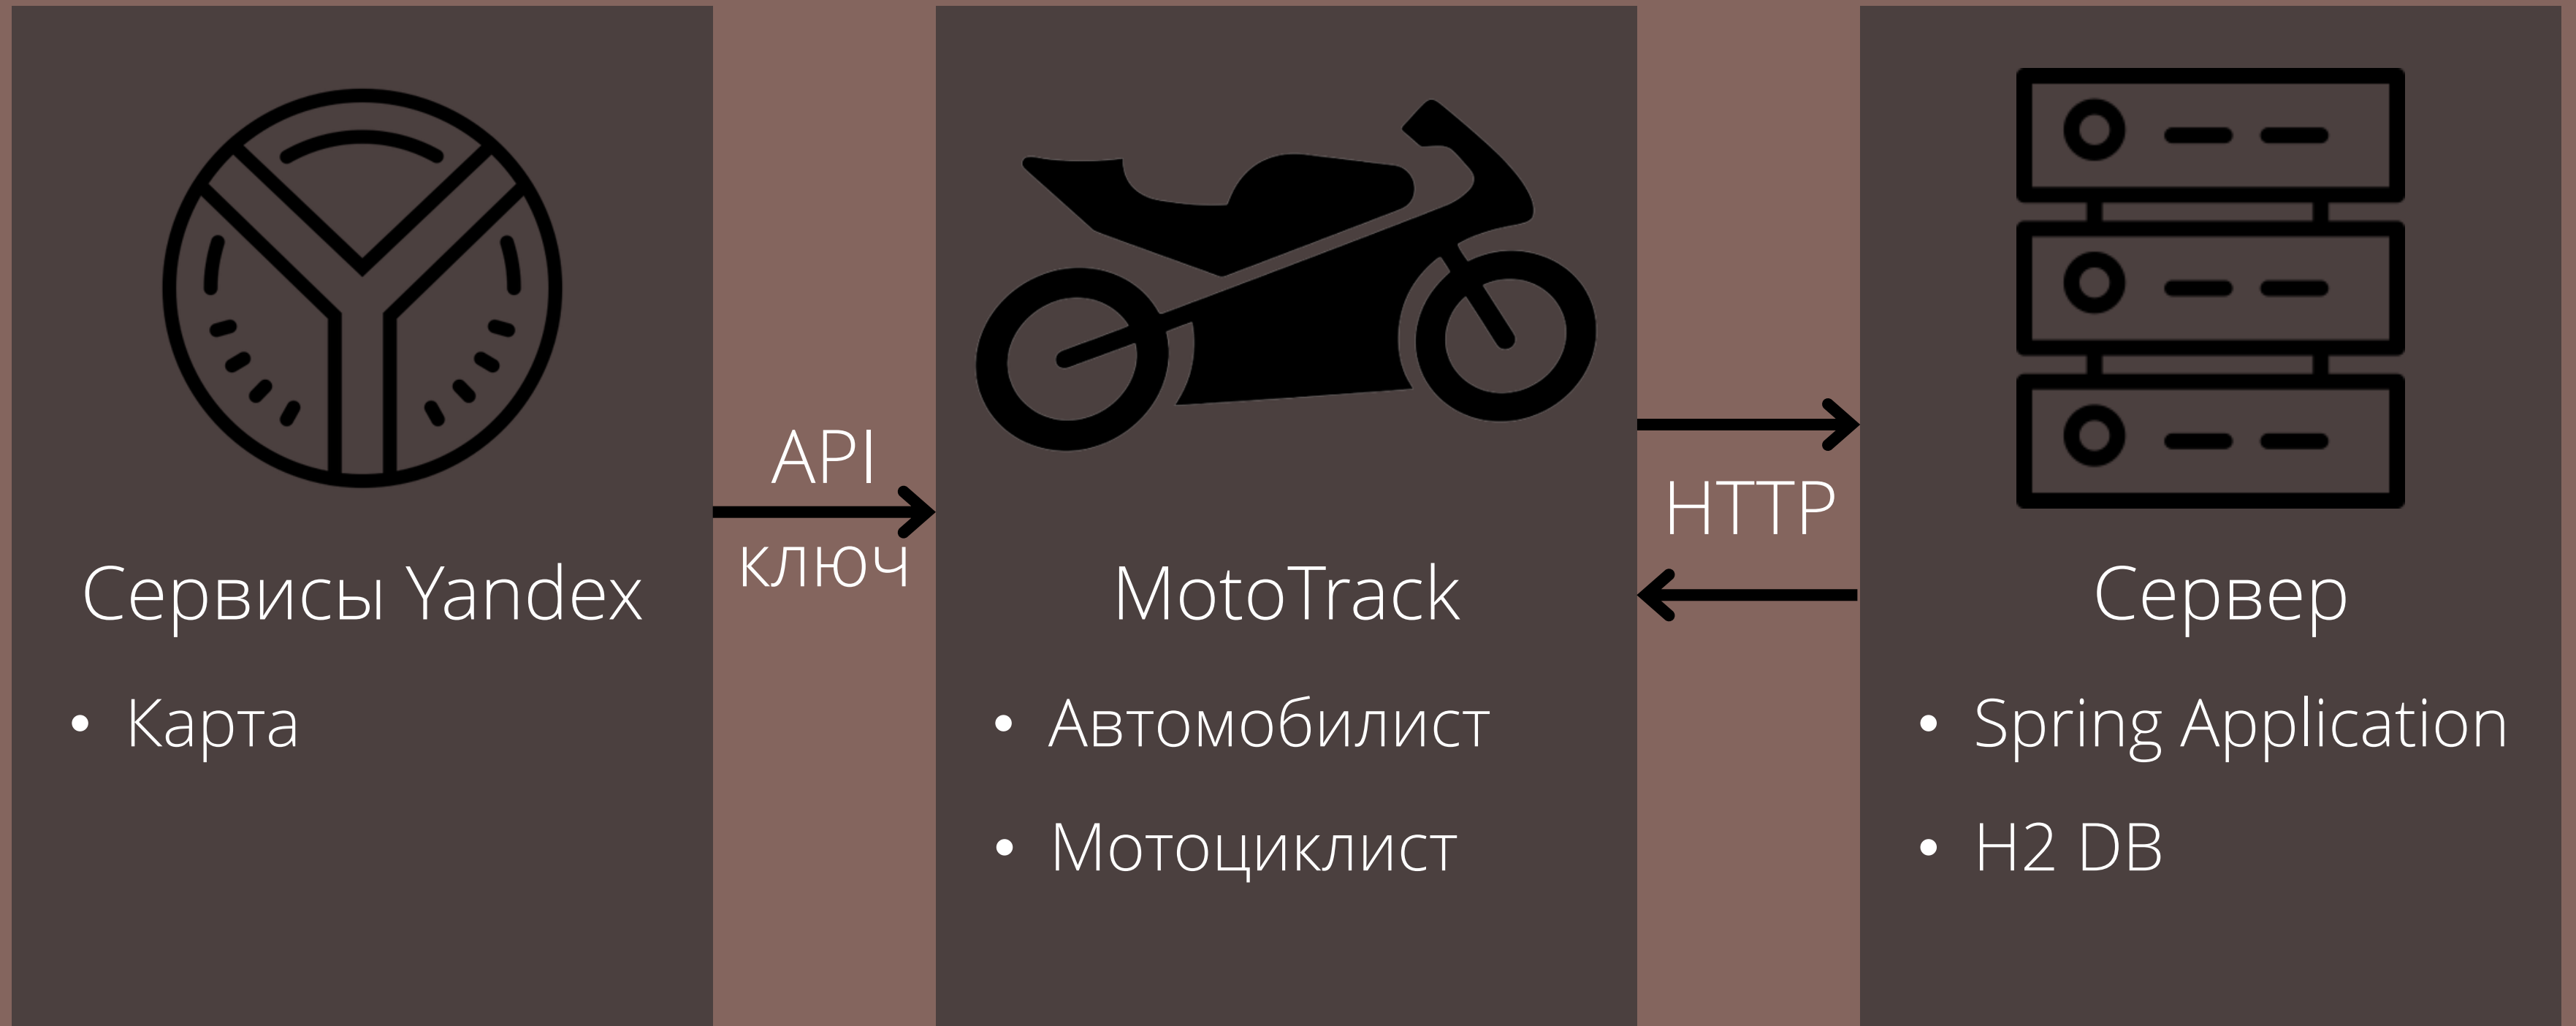 Сервисы Yandex
• Карта
API
ключ
MotoTrack
• Автомобилист
• Мотоциклист
HTTP
Сервер
• Spring Application
• H2 DB